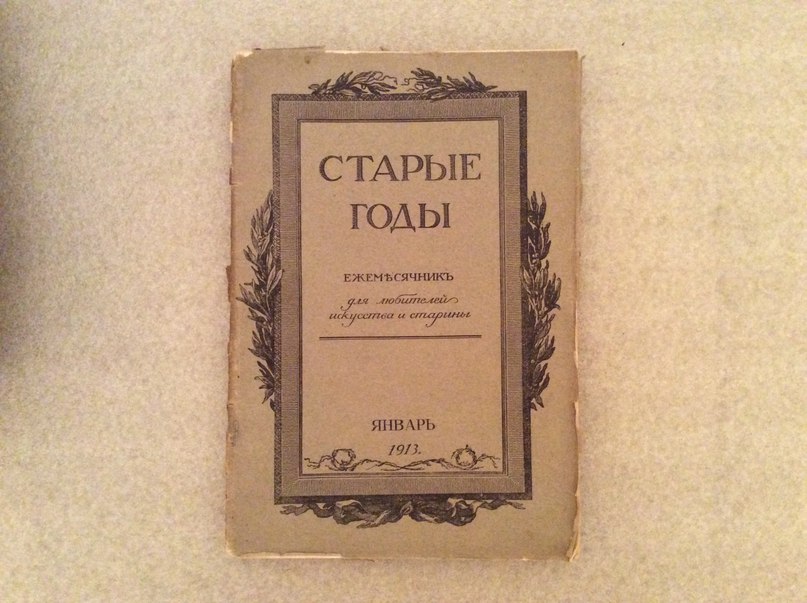 СТАРЫЕ
ГОДЫ
ЕЖЕМѢСЯЧНИКЪ
для любителей
искусства и старины
ЯНВАРЬ
1913.